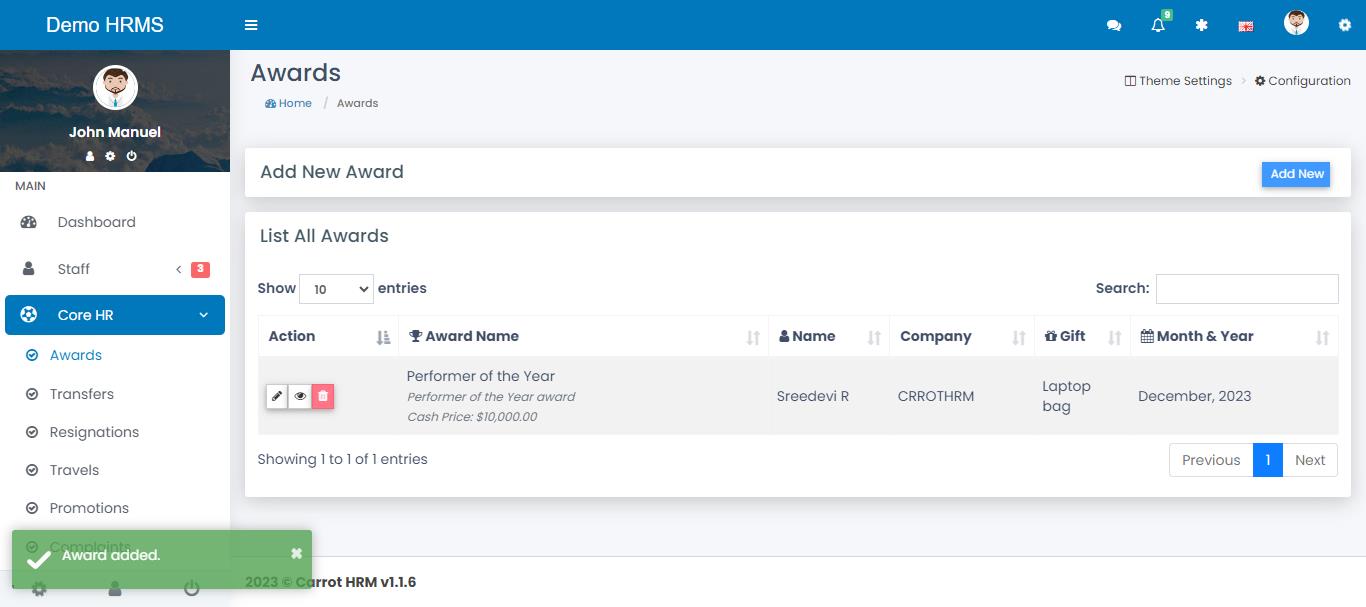 Demo HRMS
9
John Manuel
MAIN
Dashboard
Staff
3
Core HR
Awards
Transfers
Resignations
Travels
Promotions
Complaints
Award added.
Awards
Home / Awards
Theme Settings > Configuration
Add New Award
Add New
List All Awards
Show 10 entries
Search:
Action Award Name Name Company Gift Month & Year
Performer of the Year
Performer of the Year award
Cash Price: $10,000.00
Sreedevi R
CRROTHRM
Laptop
bag
December, 2023
Showing 1 to 1 of 1 entries
Previous 1 Next
2023 © Carrot HRM v1.1.6